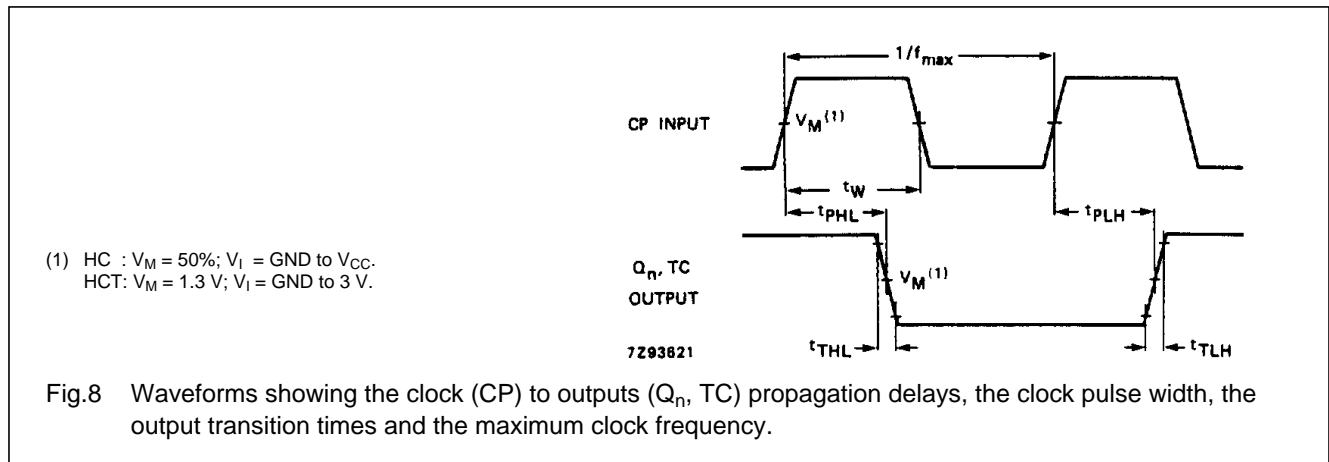 1/fmax
CP INPUT
VM(1)
tW
tPHL
tPLH
(1) HC : VM = 50%; VI = GND to VCC.
HCT: VM = 1.3 V; VI = GND to 3 V.
Qn, TC
OUTPUT
VM(1)
7Z93621
tTHL
tTLH
Fig.8 Waveforms showing the clock (CP) to outputs (Qn, TC) propagation delays, the clock pulse width, the
output transition times and the maximum clock frequency.